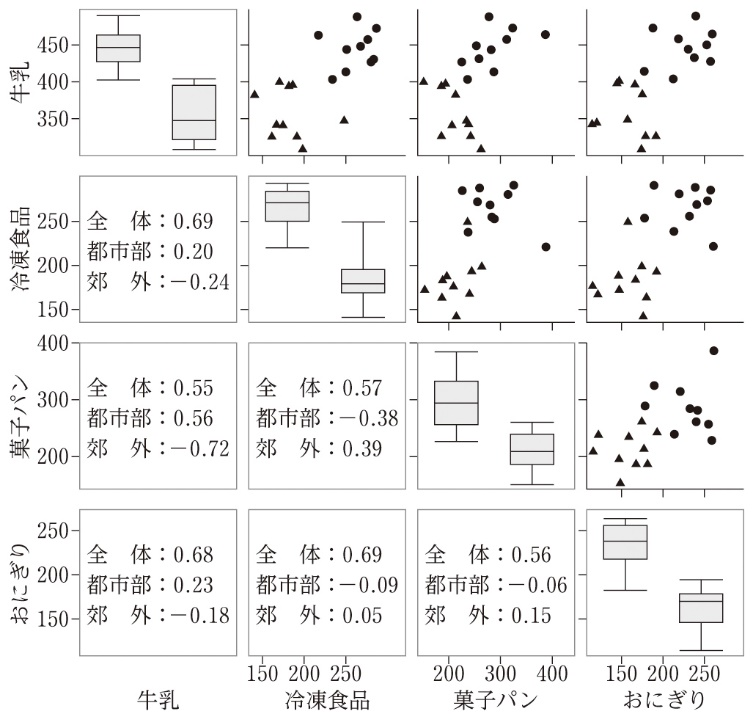 牛乳
450
400
350
冷凍食品
250
200
150
全　体：0.69
都市部：0.20
郊　外：−0.24
菓子パン
400
300
200
全　体：0.55
都市部：0.56
郊　外：−0.72
全　体：0.57
都市部：−0.38
郊　外：0.39
おにぎり
250
200
150
全　体：0.68
都市部：0.23
郊　外：−0.18
全　体：0.69
都市部：−0.09
郊　外：0.05
全　体：0.56
都市部：−0.06
郊　外：0.15
150 200 250
200 300 400
150 200 250
牛乳
冷凍食品
菓子パン
おにぎり